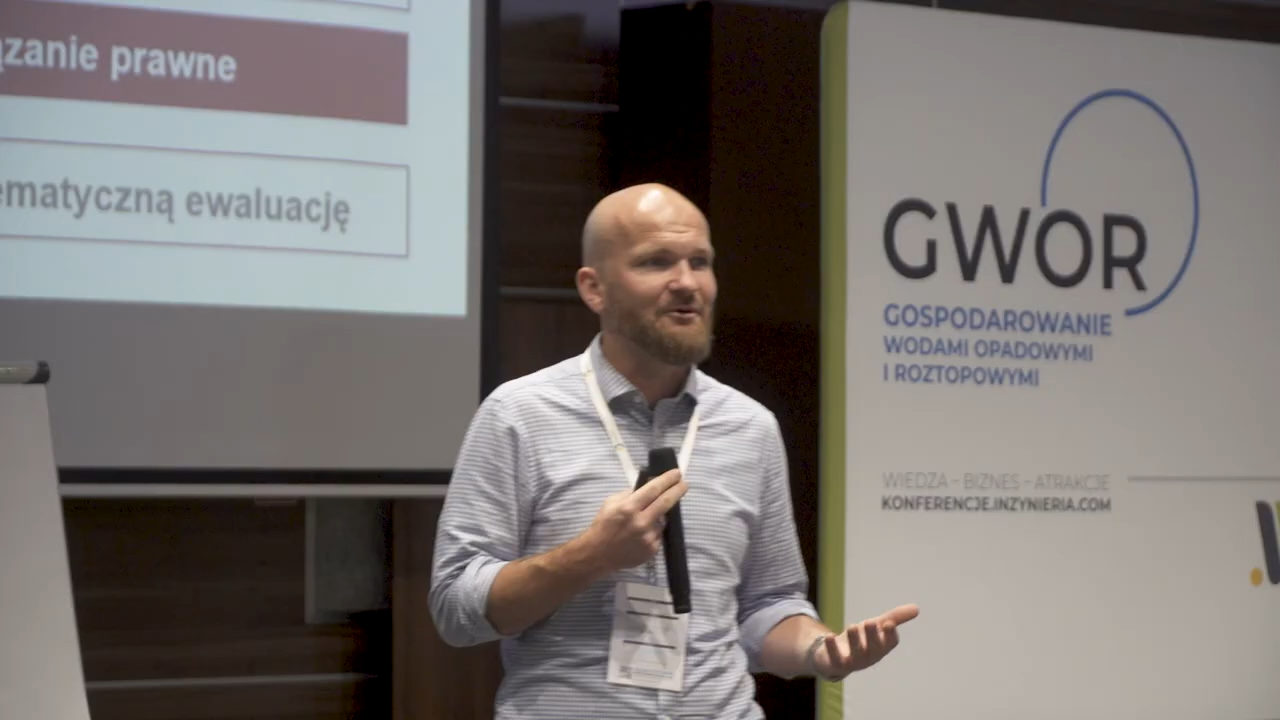 ązanie prawne
ematyczną ewaluację
GWOR
GOSPODAROWANIE
WODAMI OPADOWYMI
I ROZTOPOWYMI
WIEDZA - BIZNES - ATRAKCJE
KONFERENCJE.INZYNIERIA.COM